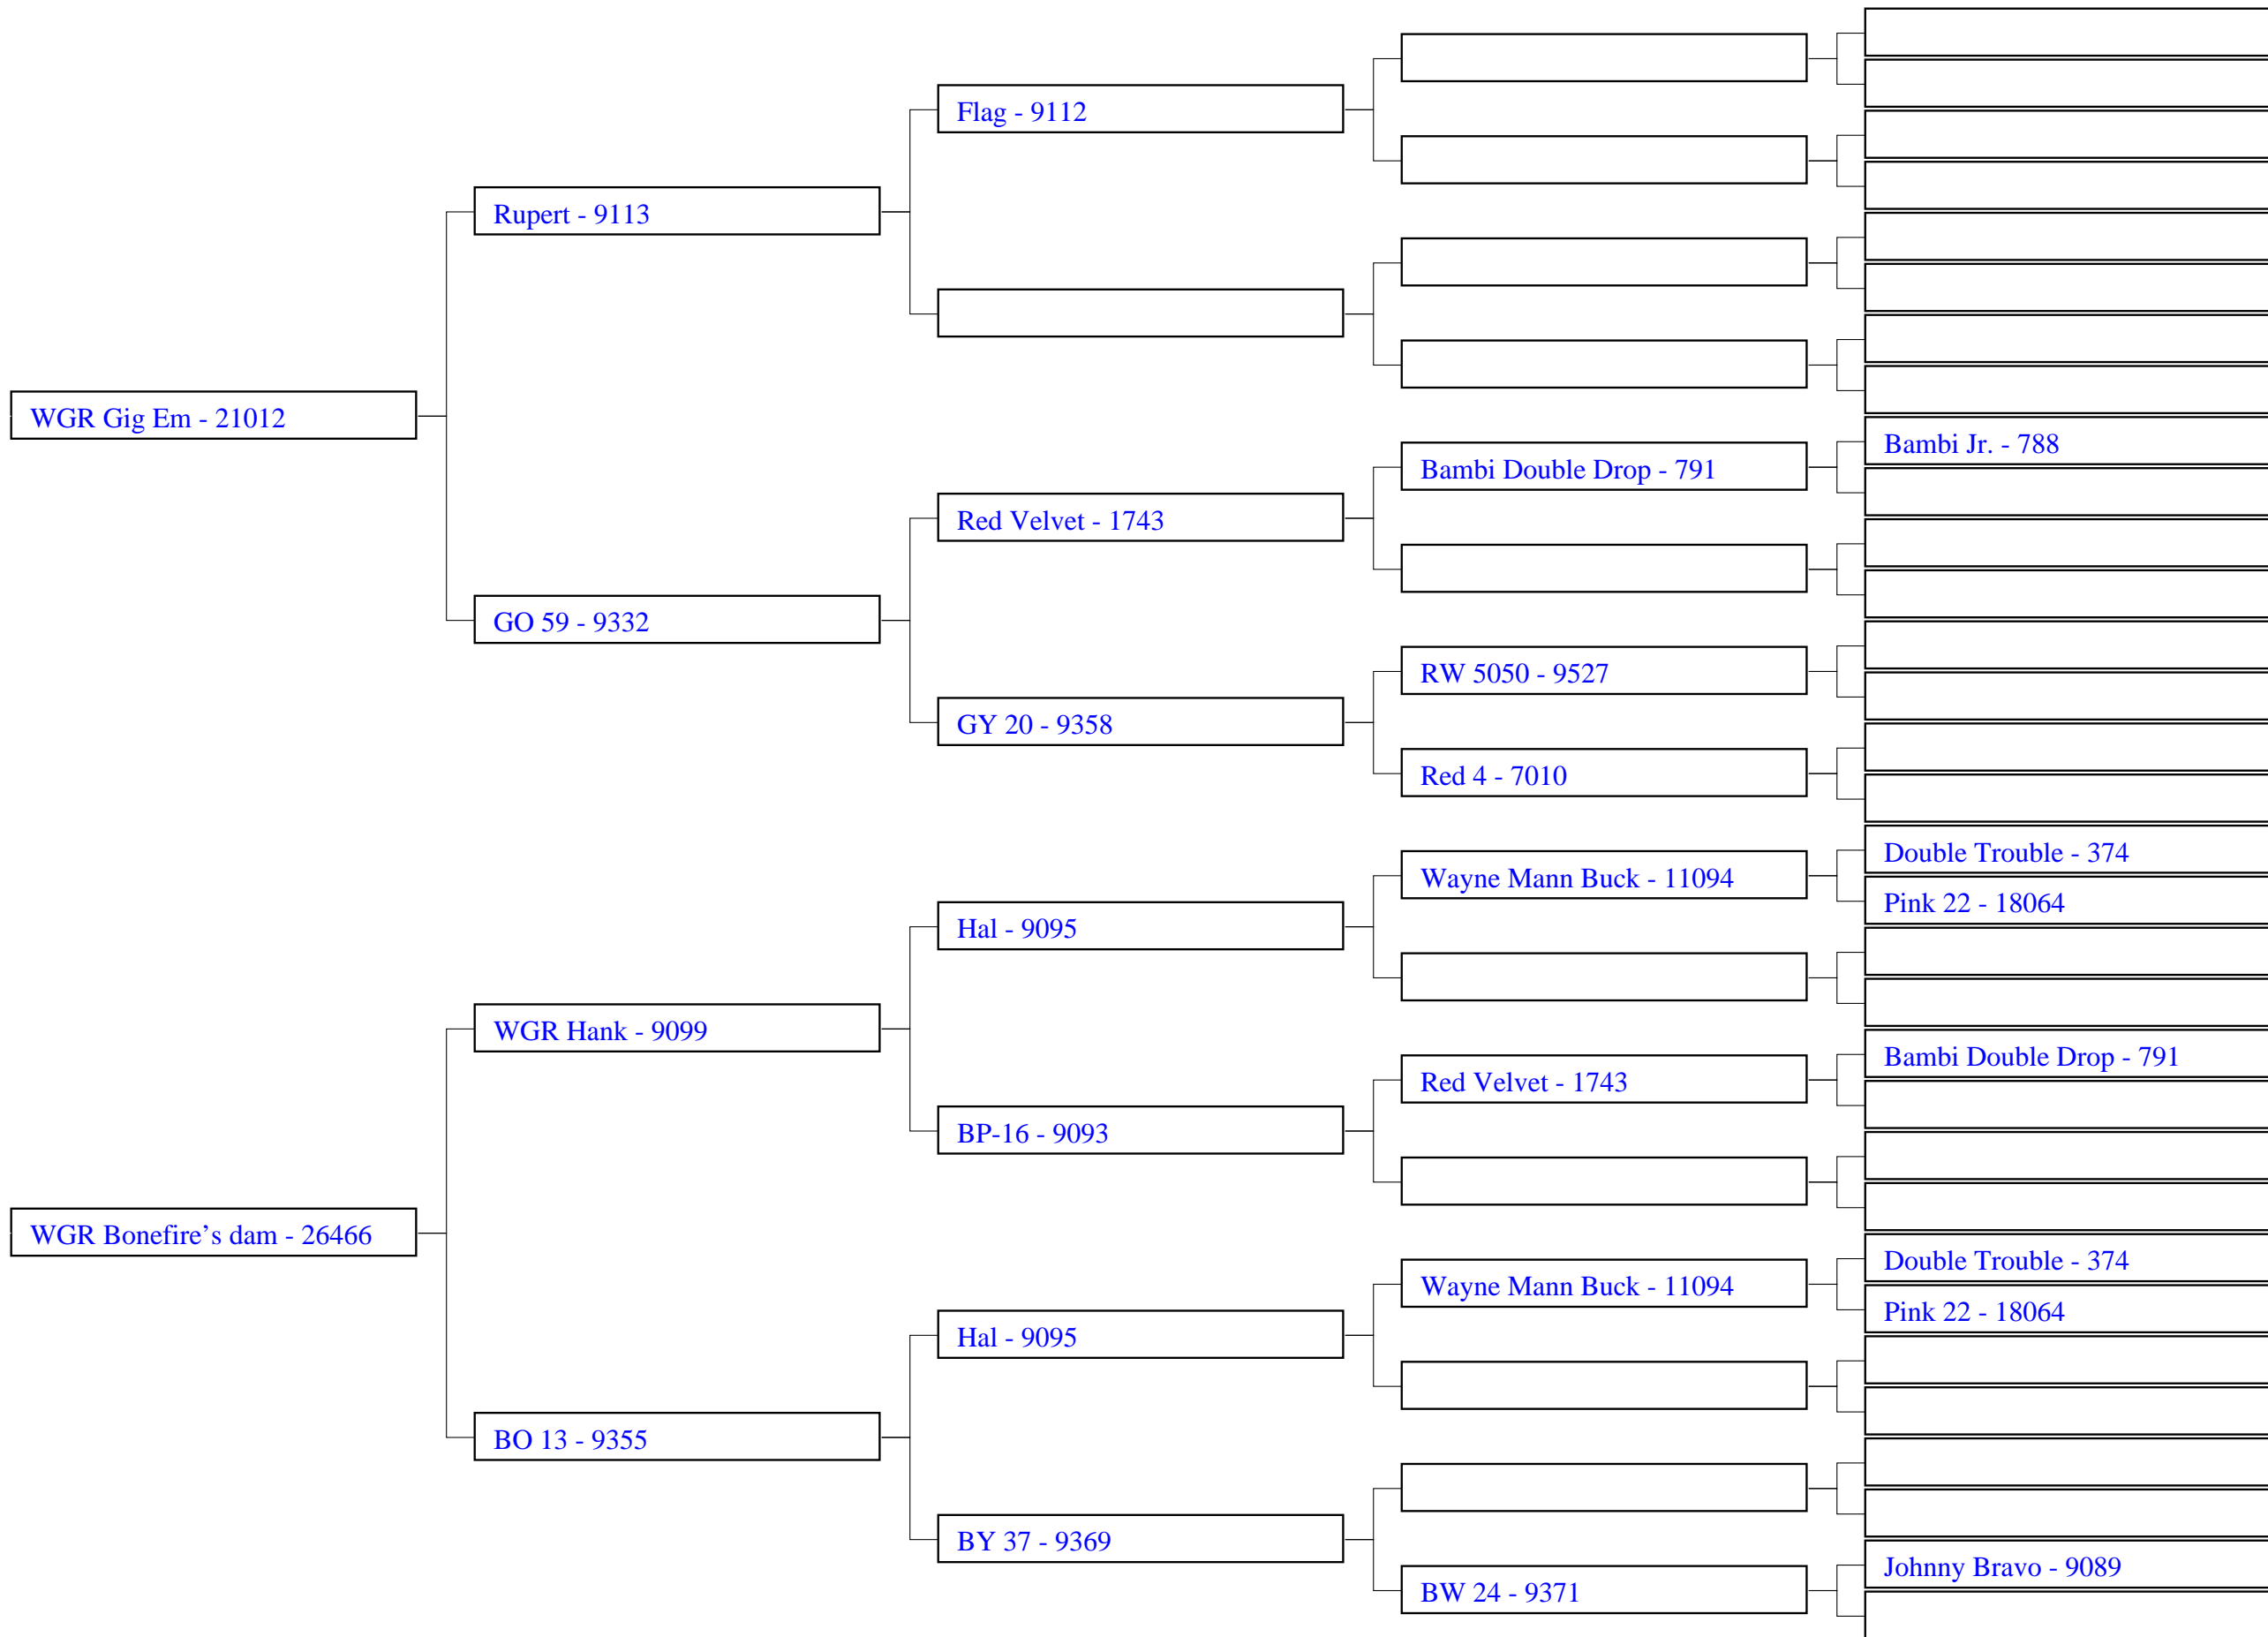 WGR Gig Em - 21012
WGR Bonefire’s dam - 26466
Rupert - 9113
GO 59 - 9332
WGR Hank - 9099
BO 13 - 9355
Flag - 9112
Red Velvet - 1743
GY 20 - 9358
Hal - 9095
BP-16 - 9093
Hal - 9095
BY 37 - 9369
Bambi Double Drop - 791
RW 5050 - 9527
Red 4 - 7010
Wayne Mann Buck - 11094
Red Velvet - 1743
Wayne Mann Buck - 11094
BW 24 - 9371
Bambi Jr. - 788
Double Trouble - 374
Pink 22 - 18064
Bambi Double Drop - 791
Double Trouble - 374
Pink 22 - 18064
Johnny Bravo - 9089